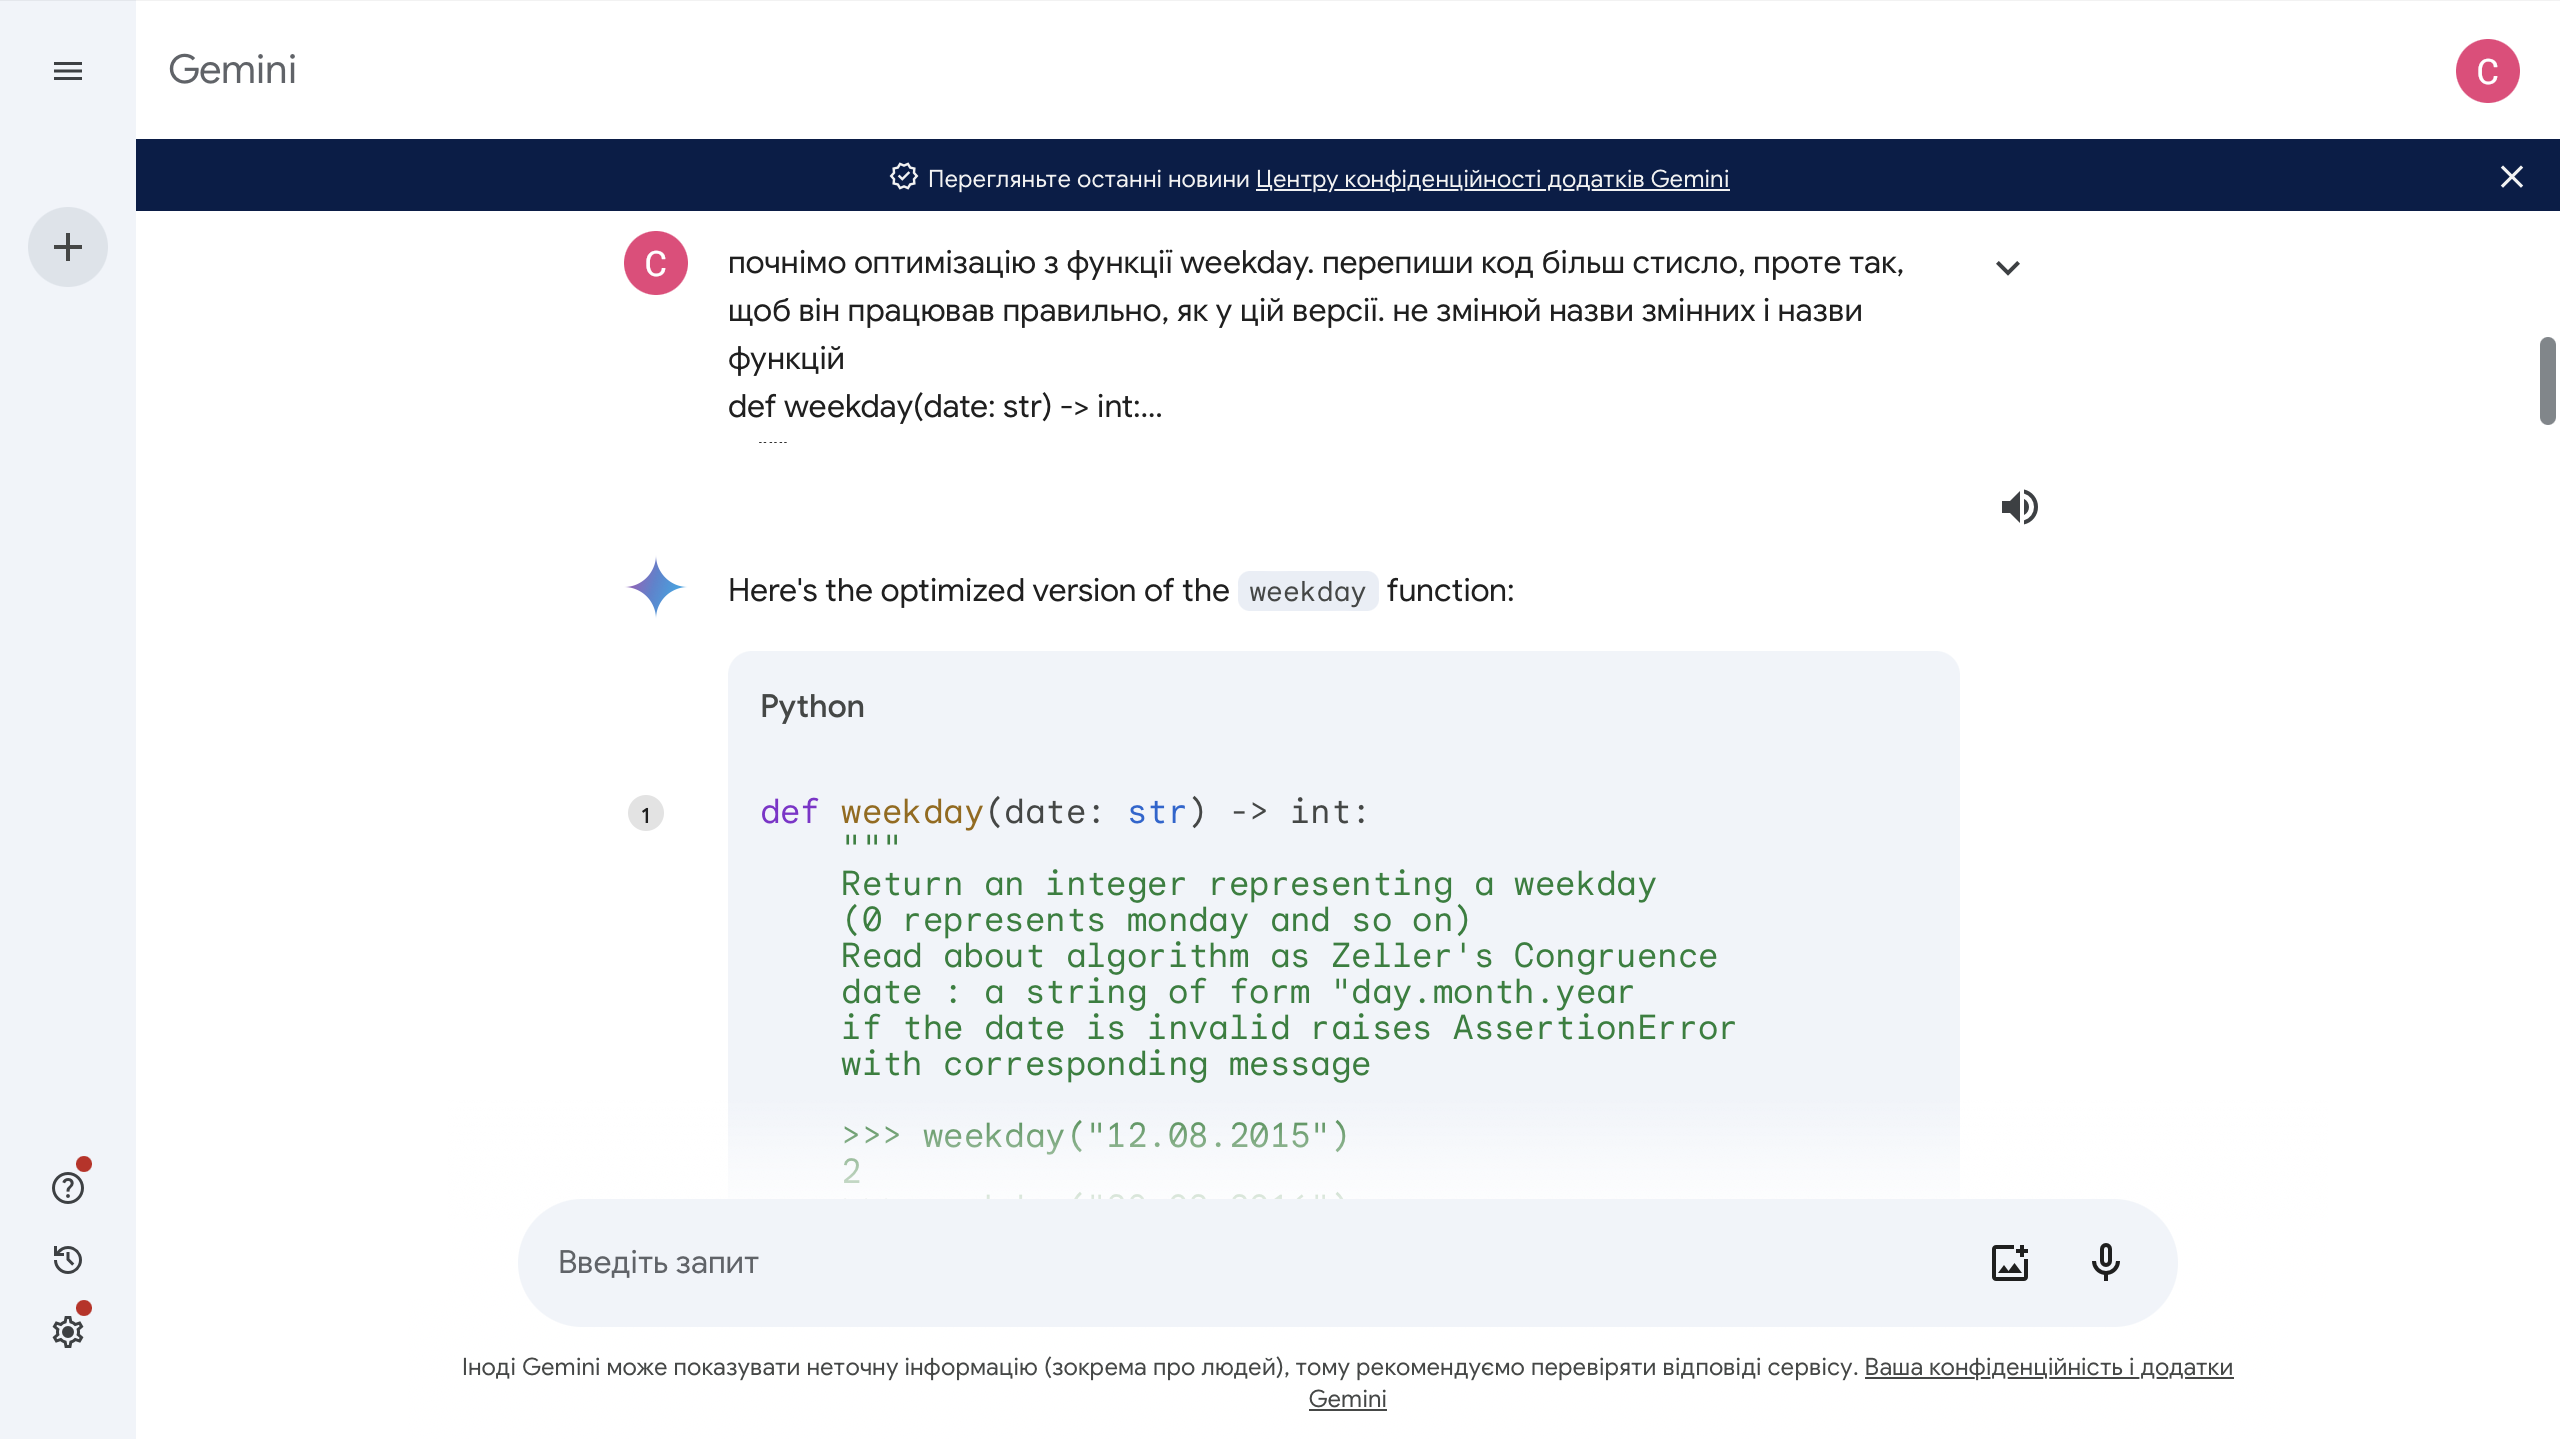 Gemini
C
Перегляньте останні новини Центру конфіденційності додатків Gemini
C
почнімо оптимізацію з функції weekday. перепиши код більш стисло, проте так,
щоб він працював правильно, як у цій версії. не змінюй назви змінних і назви
функцій
def weekday(date: str) -> int:...
Here's the optimized version of the weekday function:
Python
1
def weekday(date: str) -> int:
"""
Return an integer representing a weekday
(0 represents monday and so on)
Read about algorithm as Zeller's Congruence
date : a string of form "day.month.year
if the date is invalid raises AssertionError
with corresponding message
>>> weekday("12.08.2015")
2
Введіть запит
Іноді Gemini може показувати неточну інформацію (зокрема про людей), тому рекомендуємо перевіряти відповіді сервісу. Ваша конфіденційність і додатки
Gemini